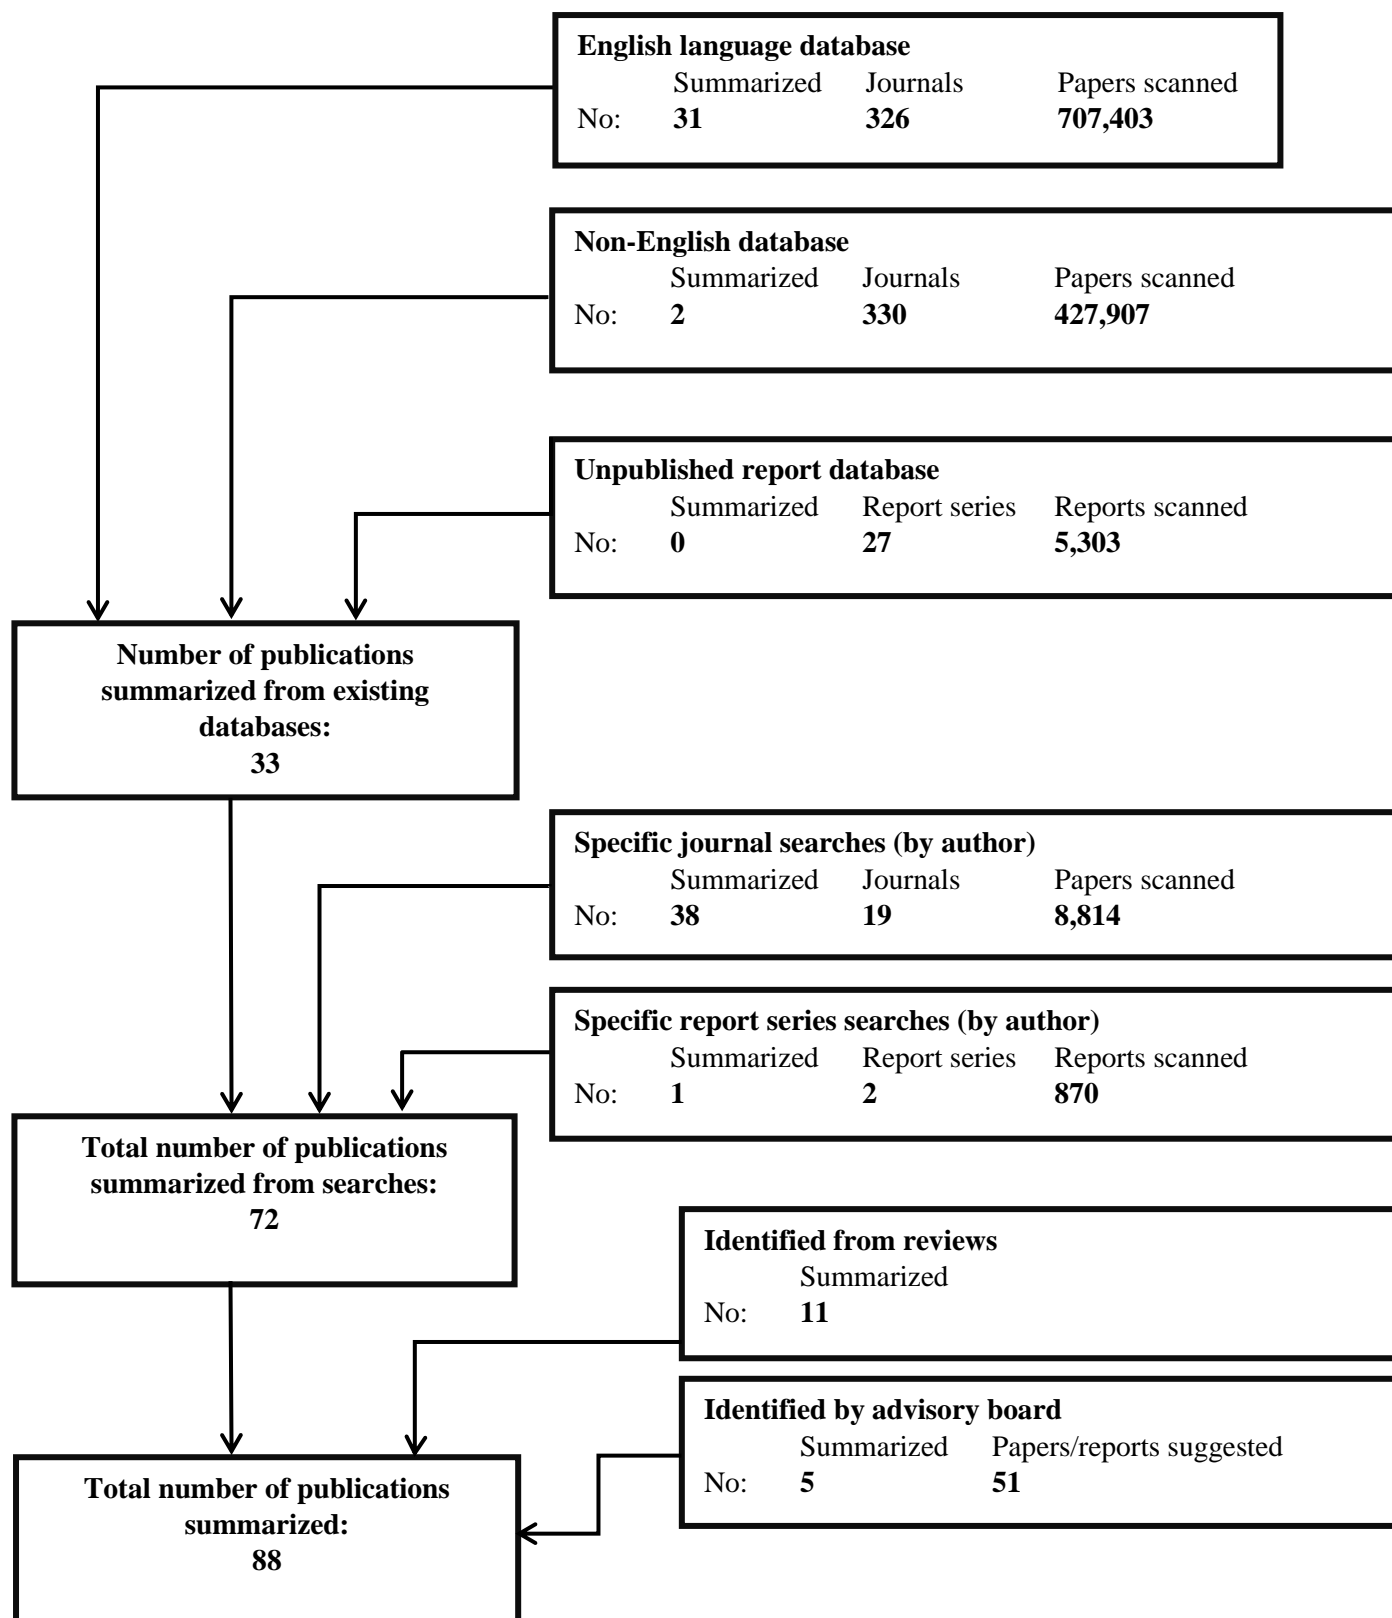 English language database
Summarized Journals Papers scanned
No: 31 326 707,403
Non-English database
Summarized Journals Papers scanned
No: 2 330 427,907
Unpublished report database
Summarized Report series Reports scanned
No: 0 27 5,303
Number of publications
summarized from existing
databases:
33
Specific journal searches (by author)
Summarized Journals Papers scanned
No: 38 19 8,814
Specific report series searches (by author)
Summarized Report series Reports scanned
No: 1 2 870
Total number of publications
summarized from searches:
72
Identified from reviews
Summarized
No: 11
Identified by advisory board
Summarized Papers/reports suggested
No: 5 51
Total number of publications
summarized:
88